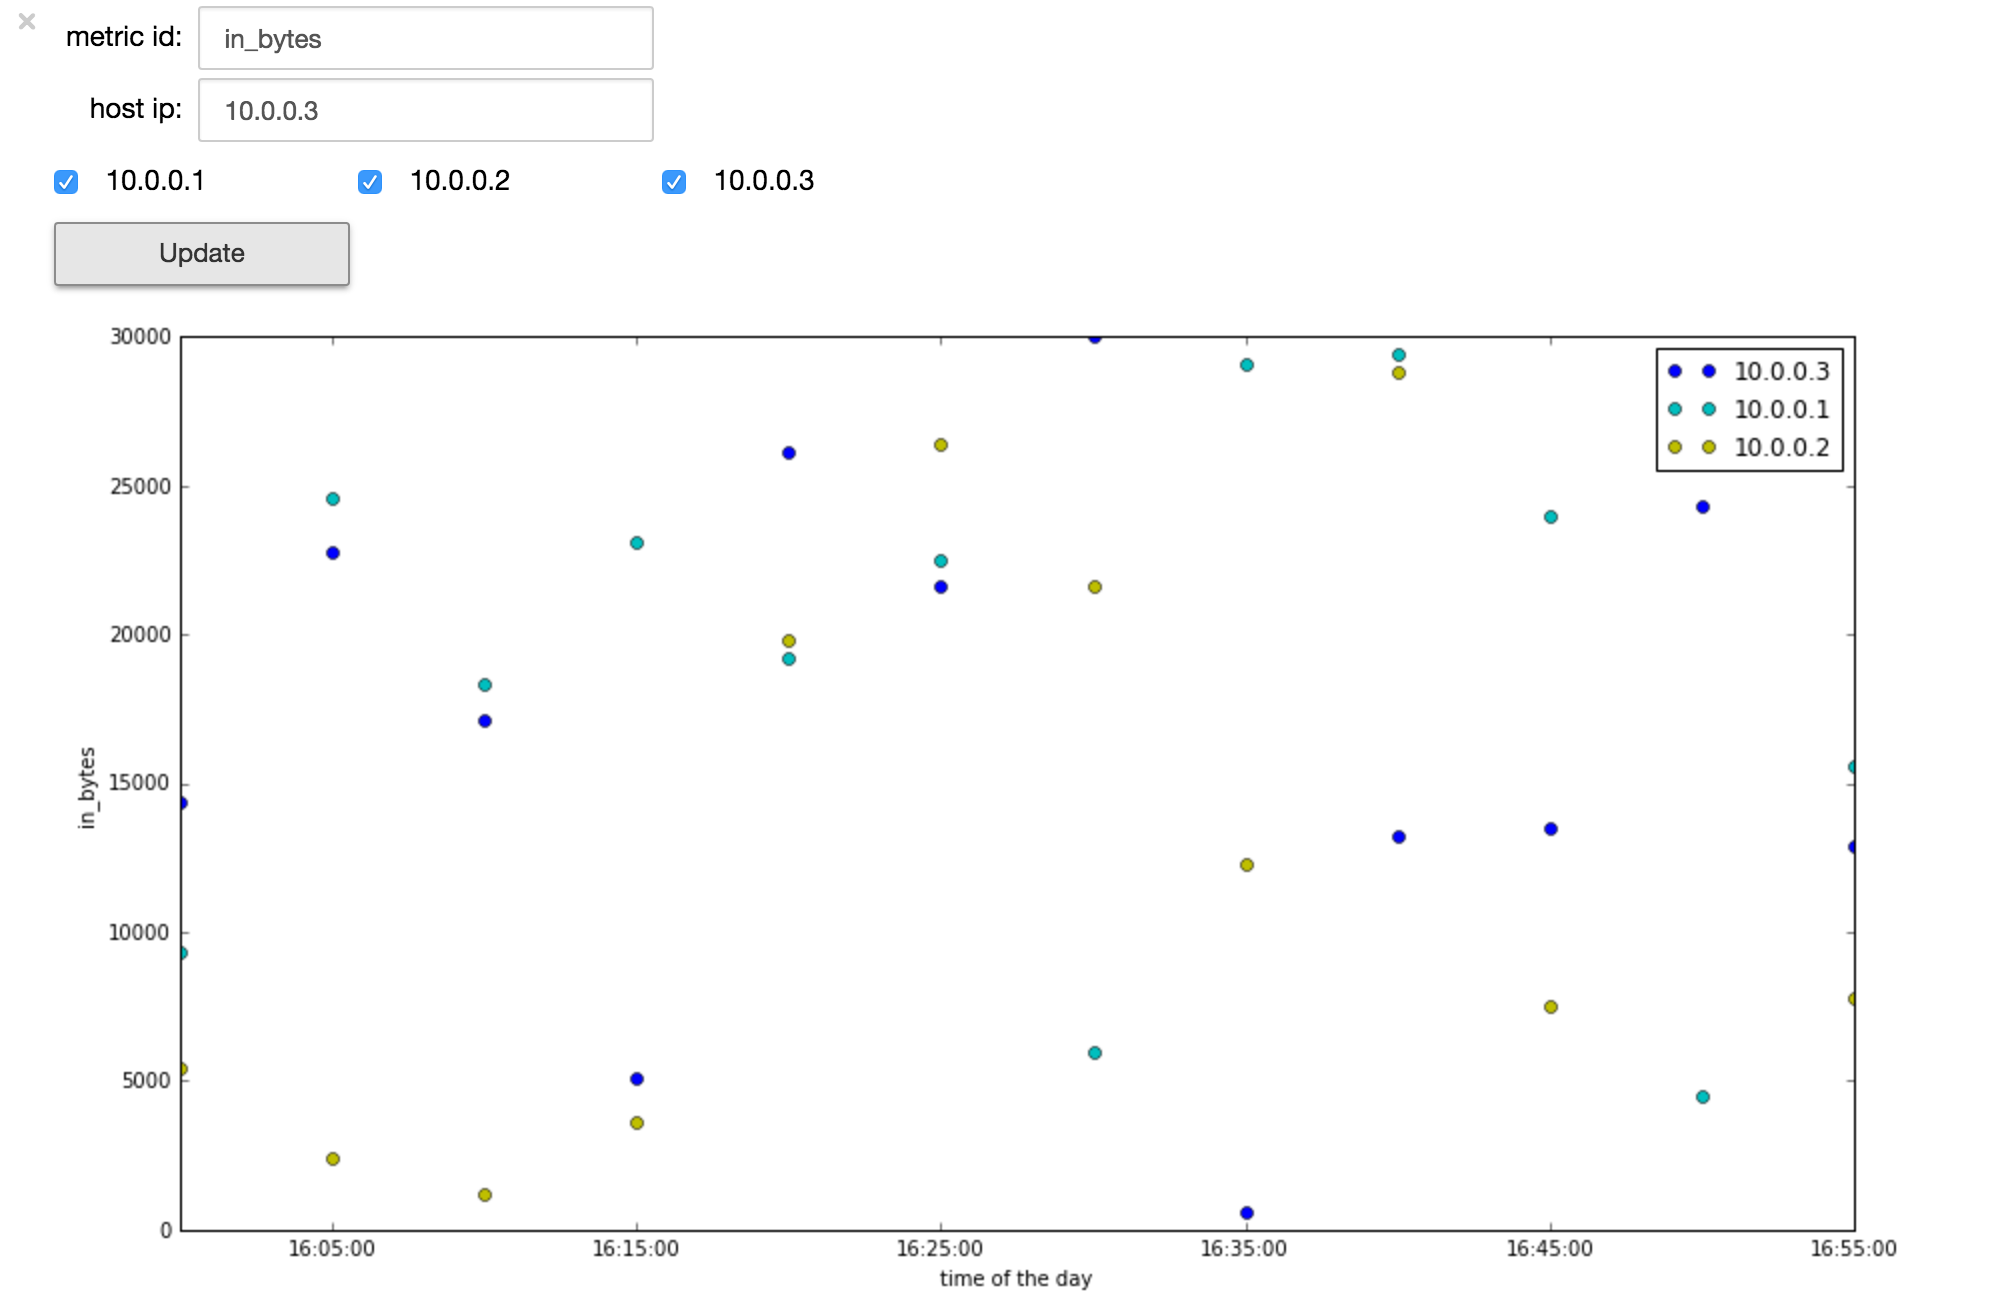 ×
metric id: in_bytes
host ip: 10.0.0.3
10.0.0.1 10.0.0.2 10.0.0.3
Update
30000
25000
20000
15000
10000
5000
0
in_bytes
10.0.0.3
10.0.0.1
10.0.0.2
16:05:00 16:15:00 16:25:00 16:35:00 16:45:00 16:55:00
time of the day